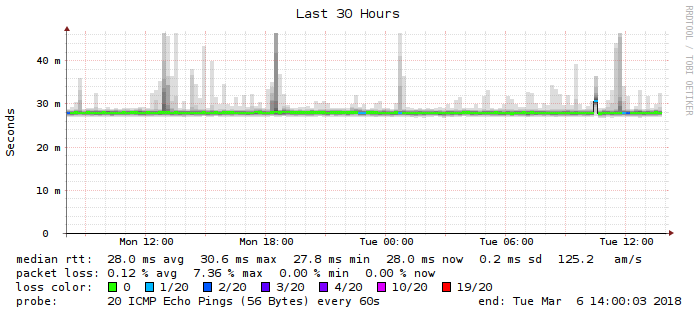 Last 30 Hours
RRDTOOL / TOBI OETIKER
Seconds
40 m
30 m
20 m
10 m
0
Mon 12:00 Mon 18:00 Tue 00:00 Tue 06:00 Tue 12:00
median rtt: 28.0 ms avg 30.6 ms max 27.8 ms min 28.0 ms now 0.2 ms sd 125.2 am/s
packet loss: 0.12 % avg 7.36 % max 0.00 % min 0.00 % now
loss color: 0 1/20 2/20 3/20 4/20 10/20 19/20
probe: 20 ICMP Echo Pings (56 Bytes) every 60s end: Tue Mar 6 14:00:03 2018